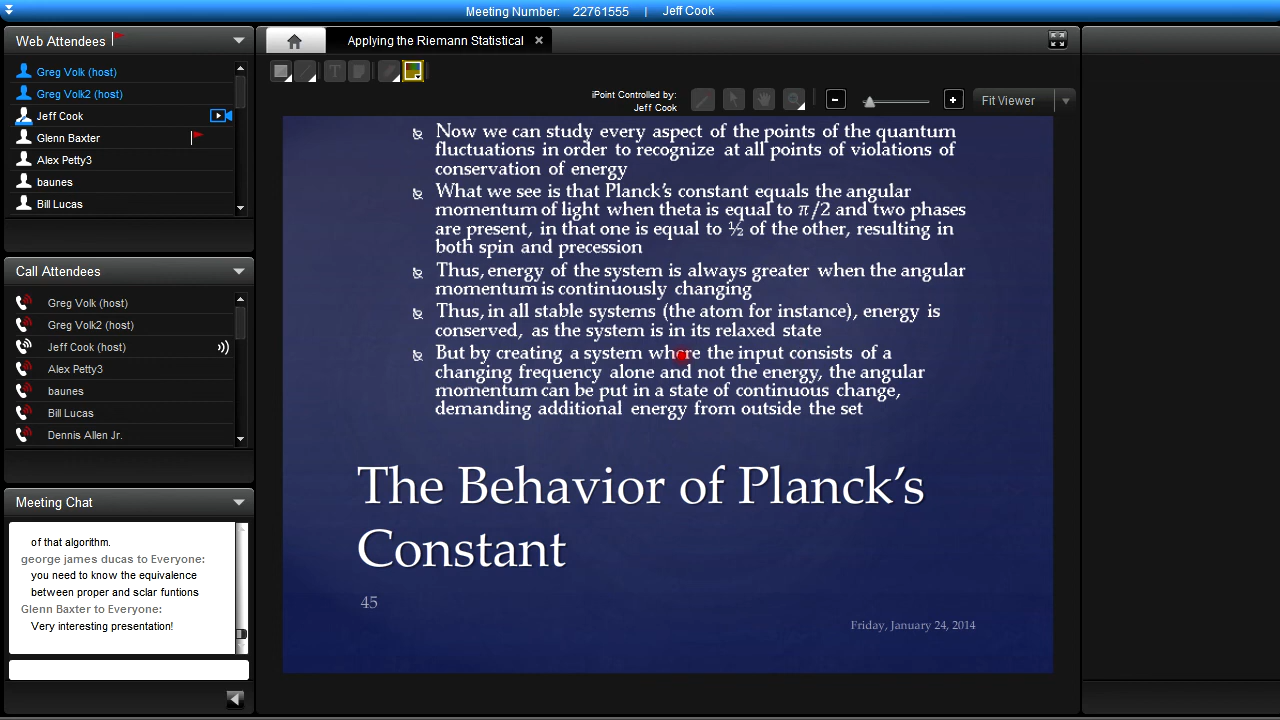 Meeting Number: 22761555 | Jeff Cook
Web Attendees
Greg Volk (host)
Greg Volk2 (host)
Jeff Cook
Glenn Baxter
Alex Petty3
baunes
Bill Lucas
Call Attendees
Greg Volk (host)
Greg Volk2 (host)
Jeff Cook (host)
Alex Petty3
baunes
Bill Lucas
Dennis Allen Jr.
Meeting Chat
of that algorithm.
george james ducas to Everyone:
you need to know the equivalence
between proper and sclar funtions
Glenn Baxter to Everyone:
Very interesting presentation!
Applying the Riemann Statistical
T
iPoint Controlled by:
Jeff Cook
Fit Viewer
Now we can study every aspect of the points of the quantum
fluctuations in order to recognize at all points of violations of
conservation of energy
What we see is that Planck's constant equals the angular
momentum of light when theta is equal to π/2 and two phases
are present, in that one is equal to ½ of the other, resulting in
both spin and precession
Thus, energy of the system is always greater when the angular
momentum is continuously changing
Thus, in all stable systems (the atom for instance), energy is
conserved, as the system is in its relaxed state
But by creating a system where the input consists of a
changing frequency alone and not the energy, the angular
momentum can be put in a state of continuous change,
demanding additional energy from outside the set
The Behavior of Planck's
Constant
45
Friday, January 24, 2014